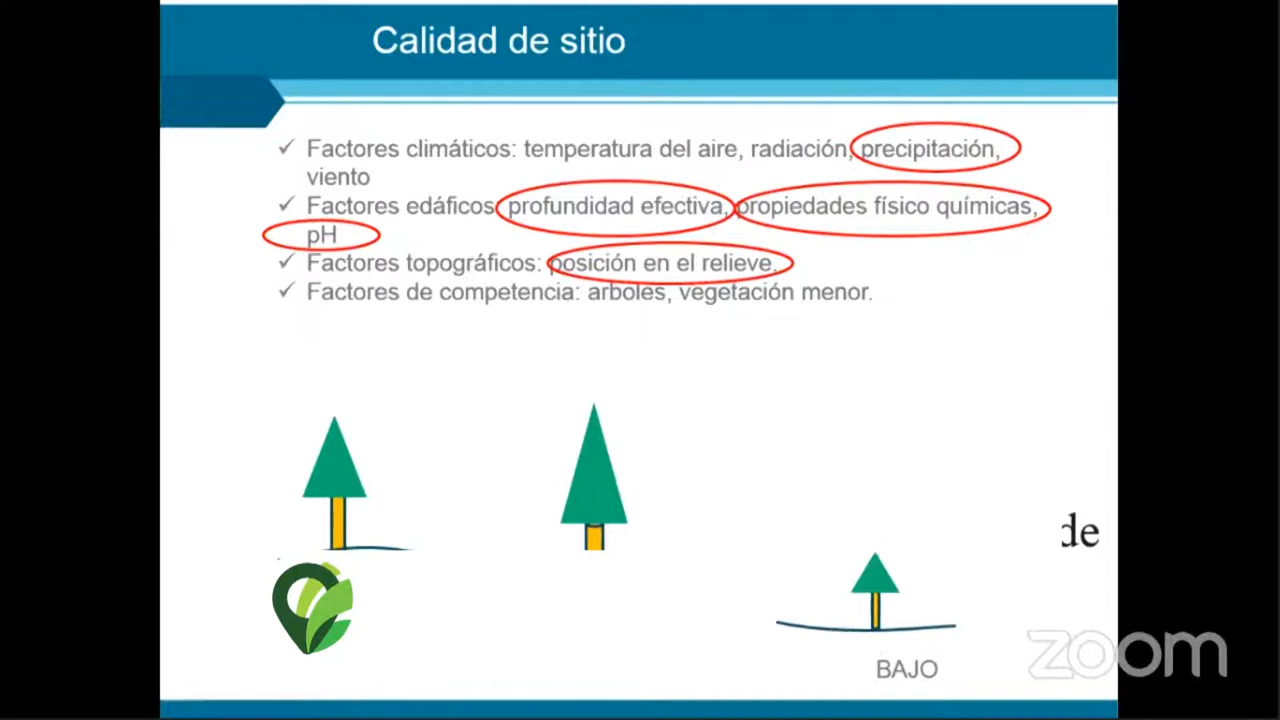 Calidad de sitio
✓ Factores climáticos: temperatura del aire, radiación, precipitación,
viento
✓ Factores edáficos profundidad efectiva, propiedades físico químicas,
pH
✓ Factores topográficos: posición en el relieve.
✓ Factores de competencia: arboles, vegetación menor.
de
BAJO
zoom